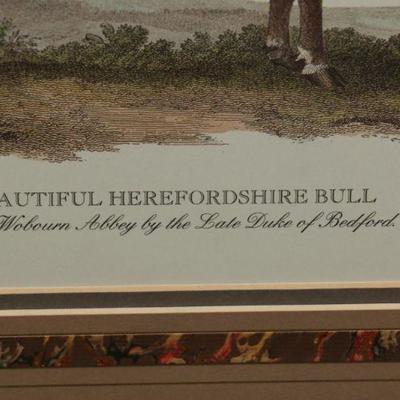 AUTIFUL HEREFORDSHIRE BULL
Wobourn Abbey by the Late Duke of Bedford.